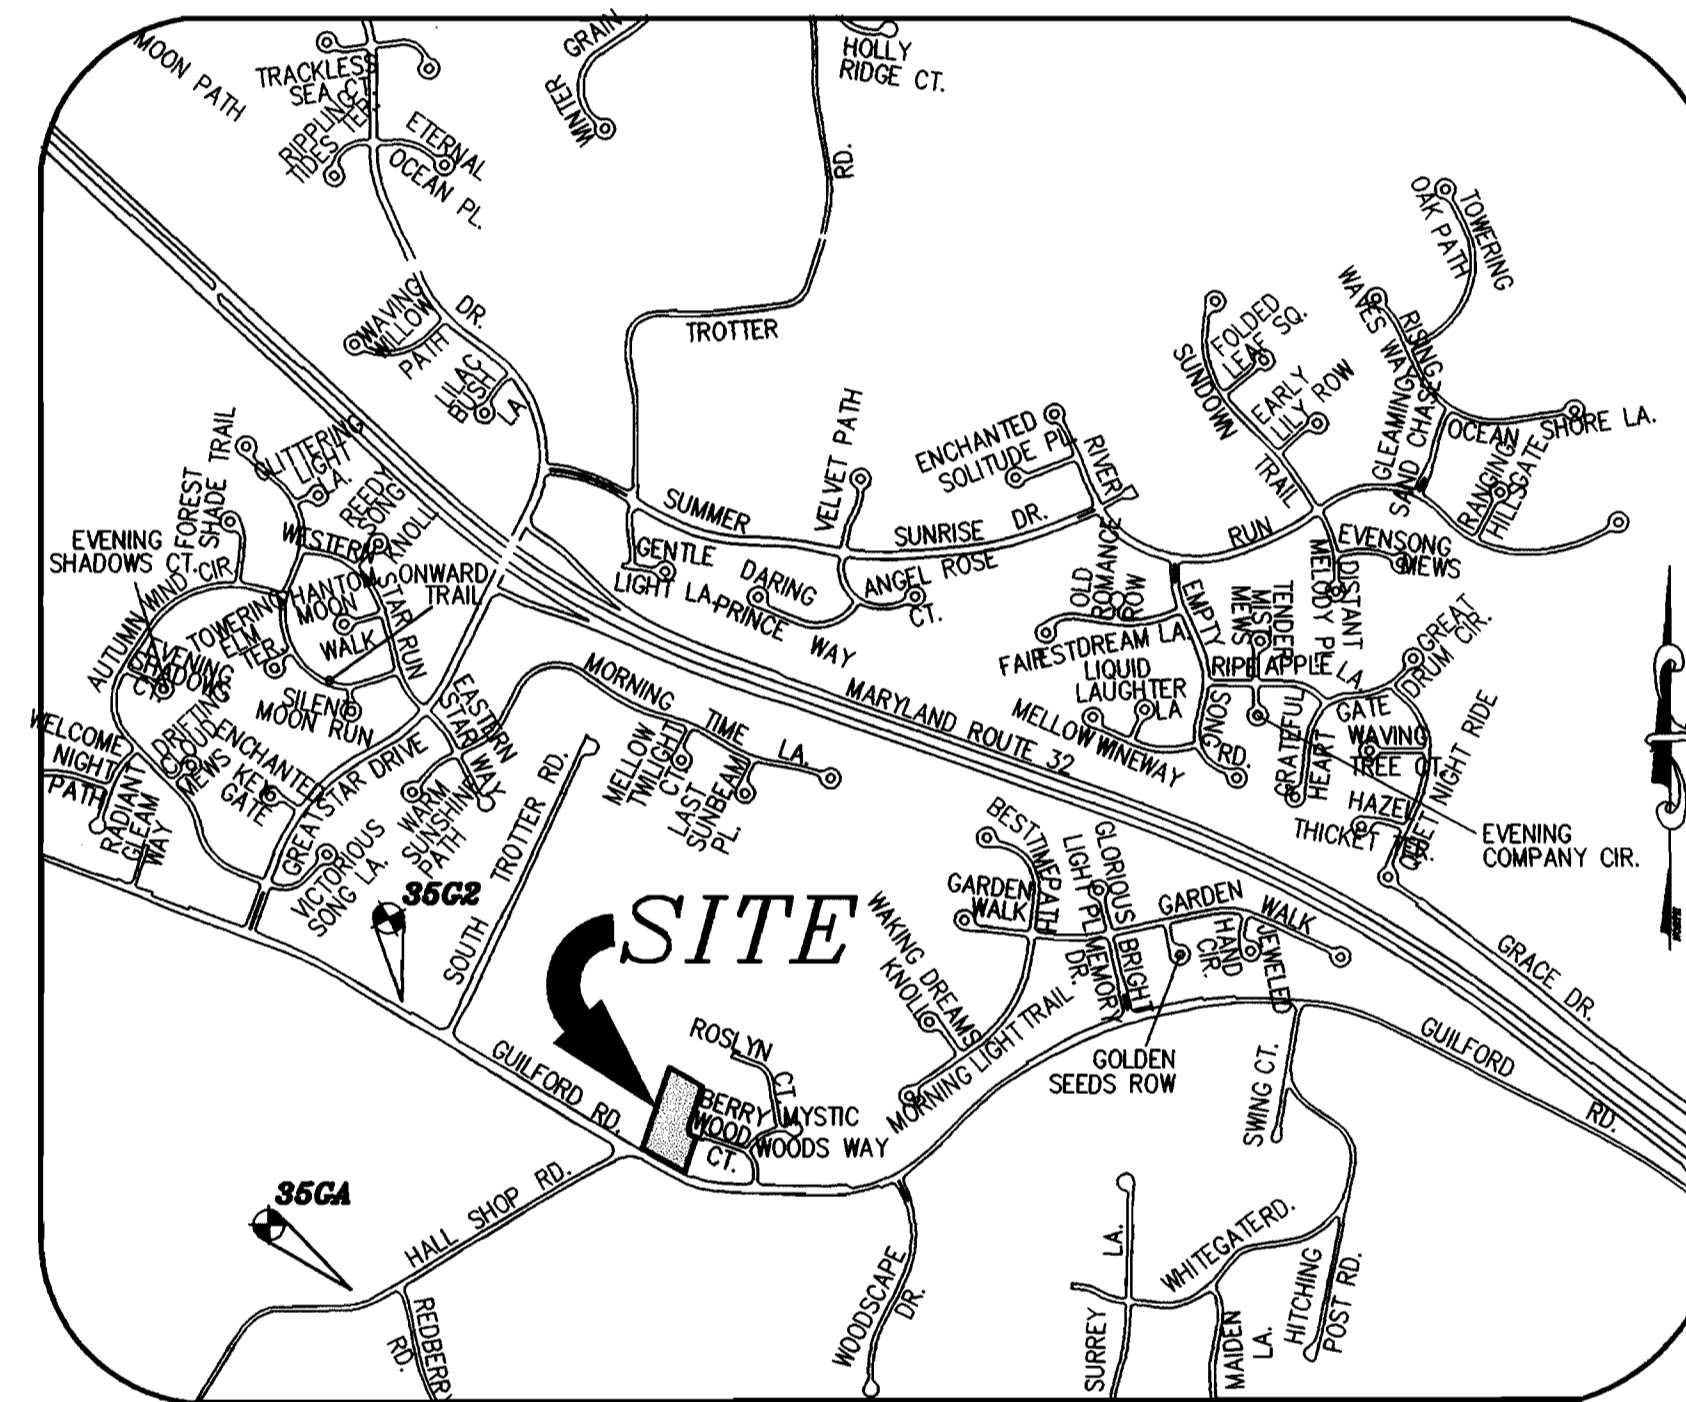 MOON PATH
TRACKLESS
SEA CT.
RIPPLING
TIDES TER.
ETERNAL
OCEAN PL.
WINTER
GRAIN
HOLLY
RIDGE CT.
RD.
TROTTER
TOWERING
OAK PATH
WAVING
WILLOW
PATH
DR.
LILAC
BUSH
LA.
FOLDED
LEAF SQ.
SUNDOWN
TRAIL
EARLY
LILY ROW
RISING
WAVES WAY
GLEAMING
SAND CHASE
OCEAN SHORE LA.
RANGING
HILLSGATE
FOREST
SHADE TRAIL
GLITTERING
LIGHT
LA.
REEDY
SONG
KNOLL
VELVET PATH
ENCHANTED
SOLITUDE PL.
RIVER
RUN
SUMMER
SUNRISE DR.
EVENING
SHADOWS CT.
WESTERN
STAR RUN
PHANTOM
MOON
WALK
ONWARD
TRAIL
GENTLE
LIGHT LA.
DARING
PRINCE WAY
ANGEL ROSE
CT.
OLD
ROMANCE
ROW
EVENSONG
MEWS
MELODY PL.
DISTANT
TENDER
MIST
MEWS
EMPTY
SONG RD.
GREAT
DRUM CIR.
AUTUMN WIND CIR.
TOWERING
ELM
TER.
EVENING
SHADOWS
CT.
SILENT
MOON RUN
FAIREST DREAM LA.
LIQUID
LAUGHTER
LA
RIPE APPLE LA.
MORNING TIME LA.
MARYLAND ROUTE 32
MELLOW WINEWAY
GRATEFUL
HEART
GATE
WAVING
TREE CT.
QUIET NIGHT RIDE
WELCOME
NIGHT
PATH
RADIANT
GLEAM
WAY
DRIFTING
CLOUD
MEWS
ENCHANTED
KEY
GATE
GREAT STAR DRIVE
EASTERN
STAR WAY
MELLOW
TWILIGHT
CT.
LAST
SUNBEAM
PL.
WARM
SUNSHINE
PATH
VICTORIOUS
SONG LA.
SOUTH TROTTER RD.
HAZEL
THICKET TER.
EVENING
COMPANY CIR.
35G2
SITE
BESTTIME PATH
GLORIOUS
LIGHT PL.
GARDEN
WALK
GARDEN WALK
WAKING DREAMS
KNOLL
MEMORY
DR.
BRIGHT
HAND
CIR.
JEWELED
GRACE DR.
MORNING LIGHT TRAIL
GOLDEN
SEEDS ROW
GUILFORD RD.
ROSLYN CT.
GUILFORD RD.
BERRY
WOOD
CT.
MYSTIC
WOODS WAY
SWING CT.
35GA
HALL SHOP RD.
REDBERRY
RD.
WOODSCAPE
DR.
SURREY LA.
WHITEGATE RD.
MAIDEN
LA.
HITCHING
POST RD.